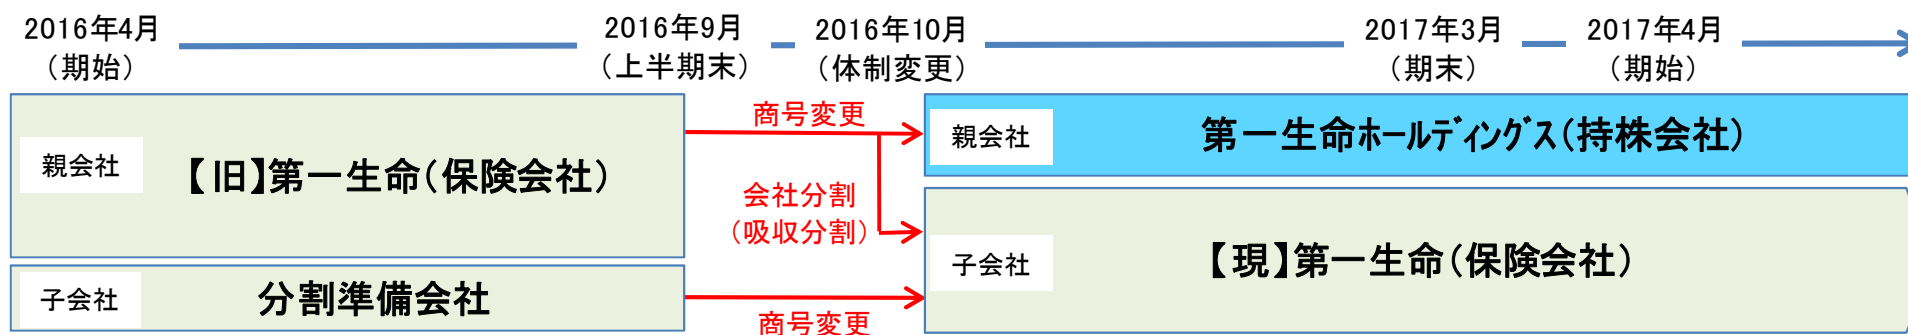 2016年4月
（期始）
2016年9月
（上半期末）
2016年10月
（体制変更）
2017年3月
（期末）
2017年4月
（期始）
親会社
【旧】第一生命（保険会社）
商号変更
親会社
第一生命ホールディングス（持株会社）
会社分割
（吸収分割）
子会社
【現】第一生命（保険会社）
子会社
分割準備会社
商号変更